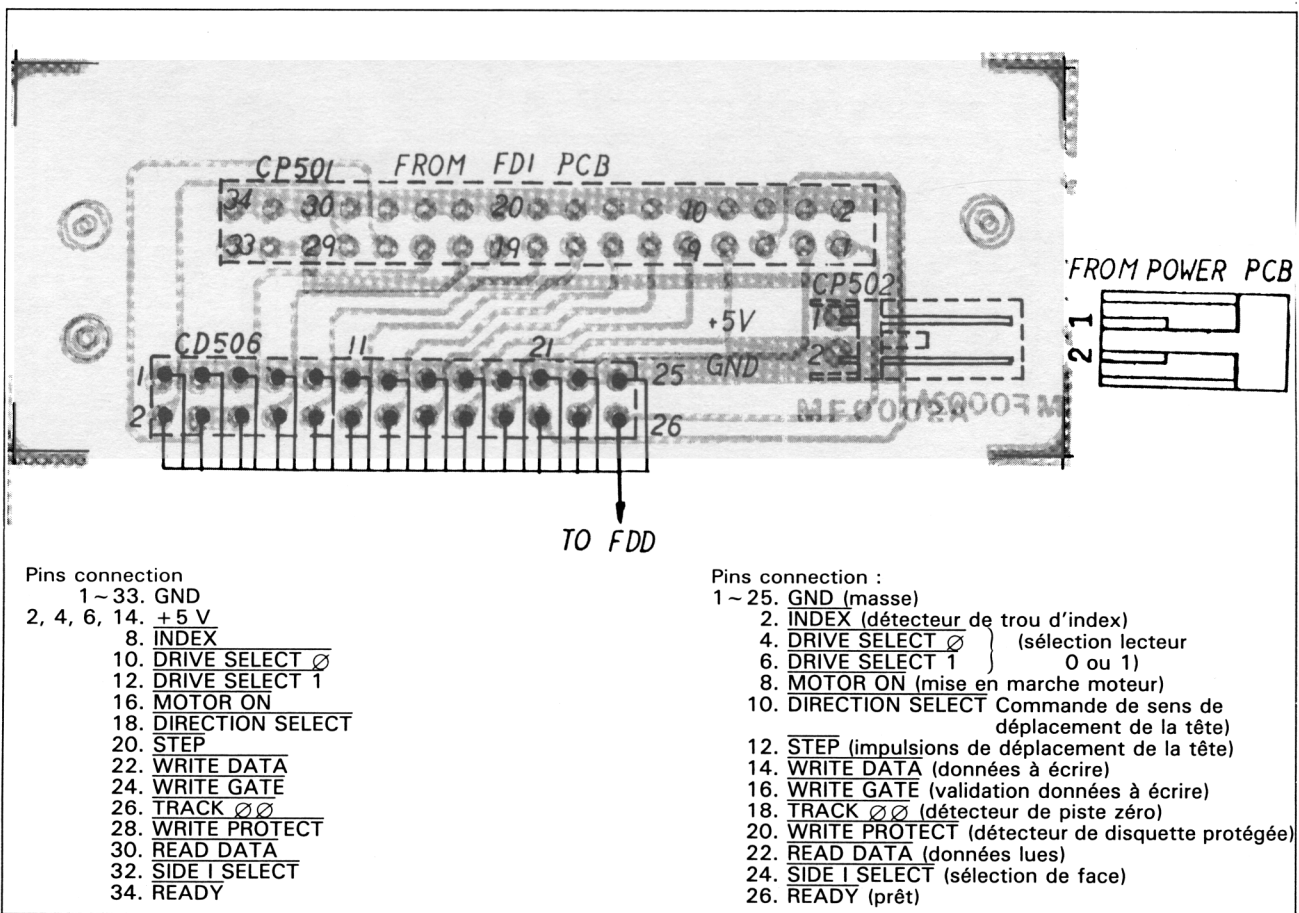 CP501 FROM FDI PCB
34 30 20 10 2
33 29 19 9 1
FROM POWER PCB
CP502
1
2
+5V
1
2
GND
CD506 11 21
1 25
2 26
MF0002A
TO FDD
Pins connection
1~33. GND
2, 4, 6, 14. +5 V
8. INDEX
10. DRIVE SELECT Ø
12. DRIVE SELECT 1
16. MOTOR ON
18. DIRECTION SELECT
20. STEP
22. WRITE DATA
24. WRITE GATE
26. TRACK ØØ
28. WRITE PROTECT
30. READ DATA
32. SIDE I SELECT
34. READY
Pins connection :
1~25. GND (masse)
2. INDEX (détecteur de trou d'index)
4. DRIVE SELECT Ø (sélection lecteur
6. DRIVE SELECT 1 0 ou 1)
8. MOTOR ON (mise en marche moteur)
10. DIRECTION SELECT Commande de sens de
déplacement de la tête)
12. STEP (impulsions de déplacement de la tête)
14. WRITE DATA (données à écrire)
16. WRITE GATE (validation données à écrire)
18. TRACK ØØ (détecteur de piste zéro)
20. WRITE PROTECT (détecteur de disquette protégée)
22. READ DATA (données lues)
24. SIDE I SELECT (sélection de face)
26. READY (prêt)